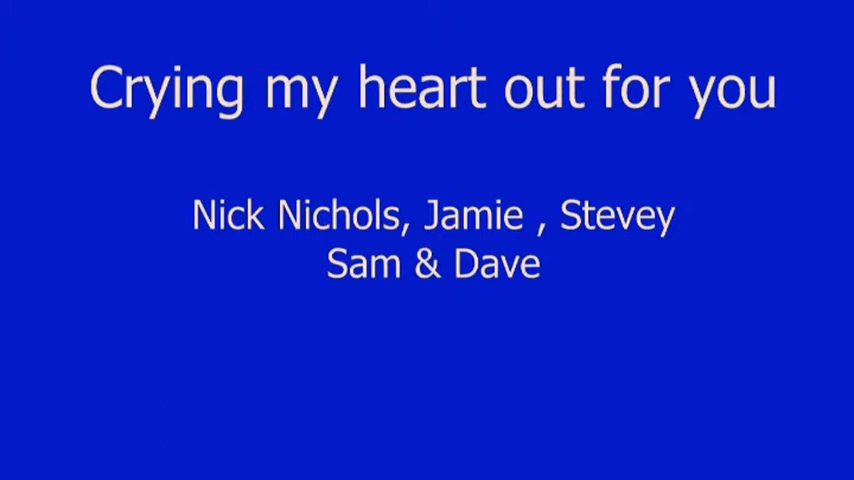 Crying my heart out for you
Nick Nichols, Jamie , Stevey
Sam & Dave